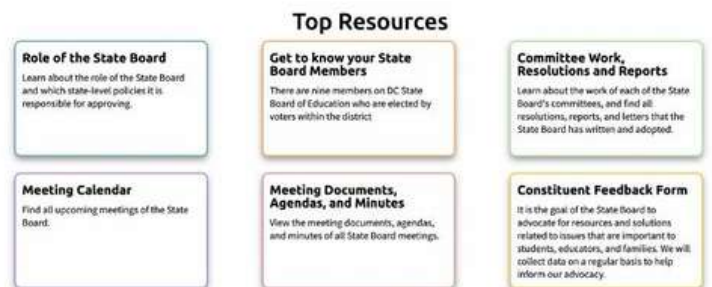 Top Resources
Role of the State Board
Learn about the role of the State Board
and which state-level policies it is
responsible for approving.
Get to know your State
Board Members
There are nine members on DC State
Board of Education who are elected by
voters within the district
Committee Work,
Resolutions and Reports
Learn about the work of each of the State
Board's committees, and find all
resolutions, reports, and letters that the
State Board has written and adopted.
Meeting Calendar
Find all upcoming meetings of the State
Board.
Meeting Documents,
Agendas, and Minutes
View the meeting documents, agendas,
and minutes of all State Board meetings.
Constituent Feedback Form
It is the goal of the State Board to
advocate for resources and solutions
related to issues that are important to
students, educators, and families. We will
collect data on a regular basis to help
inform our advocacy.